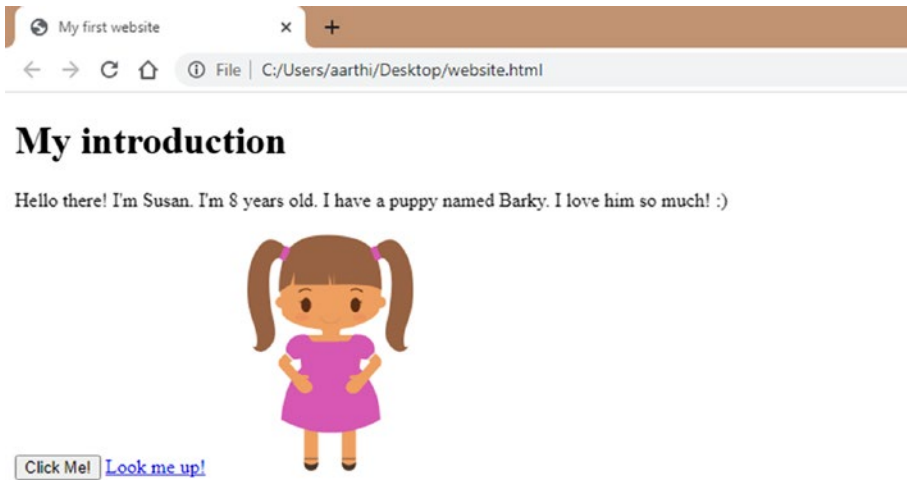 My first website
File | C:/Users/aarthi/Desktop/website.html
My introduction
Hello there! I'm Susan. I'm 8 years old. I have a puppy named Barky. I love him so much! :)
Click Me! Look me up!